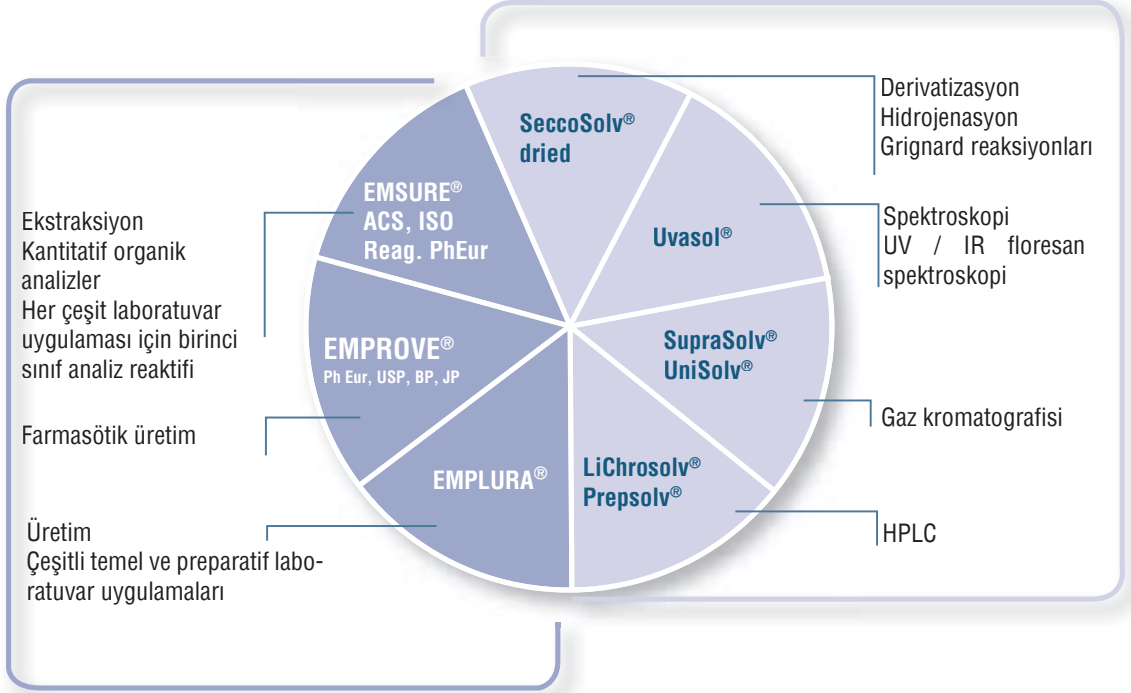 SeccoSolv®
dried
Derivatizasyon
Hidrojenasyon
Grignard reaksiyonları
Uvasol®
Spektroskopi
UV / IR floresan
spektroskopi
SupraSolv®
UniSolv®
Gaz kromatografisi
LiChrosolv®
Prepsolv®
HPLC
EMPLURA®
Üretim
Çeşitli temel ve preparatif labo-
ratuvar uygulamaları
EMPROVE®
Ph Eur, USP, BP, JP
Farmasötik üretim
EMSURE®
ACS, ISO
Reag. PhEur
Ekstraksiyon
Kantitatif organik
analizler
Her çeşit laboratuvar
uygulaması için birinci
sınıf analiz reaktifi